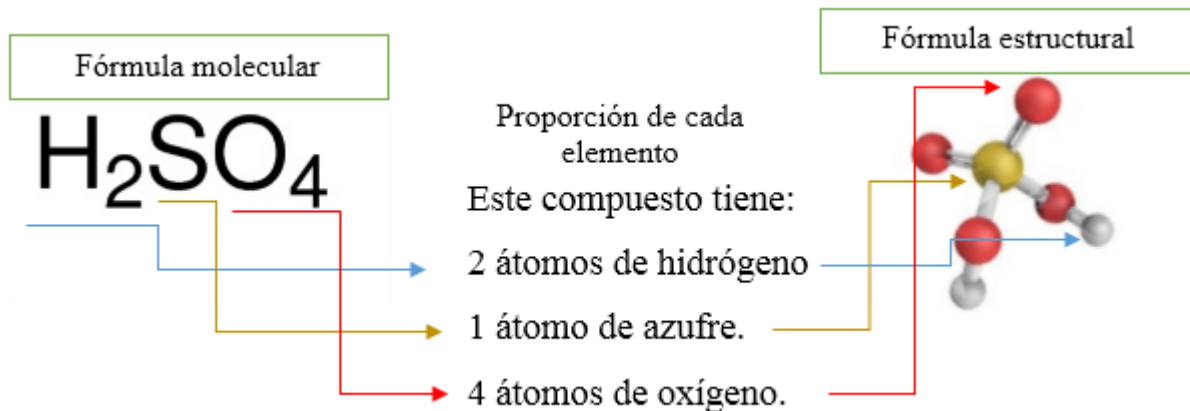 Fórmula molecular
Fórmula estructural
H₂SO₄
Proporción de cada
elemento
Este compuesto tiene:
2 átomos de hidrógeno
1 átomo de azufre.
4 átomos de oxígeno.